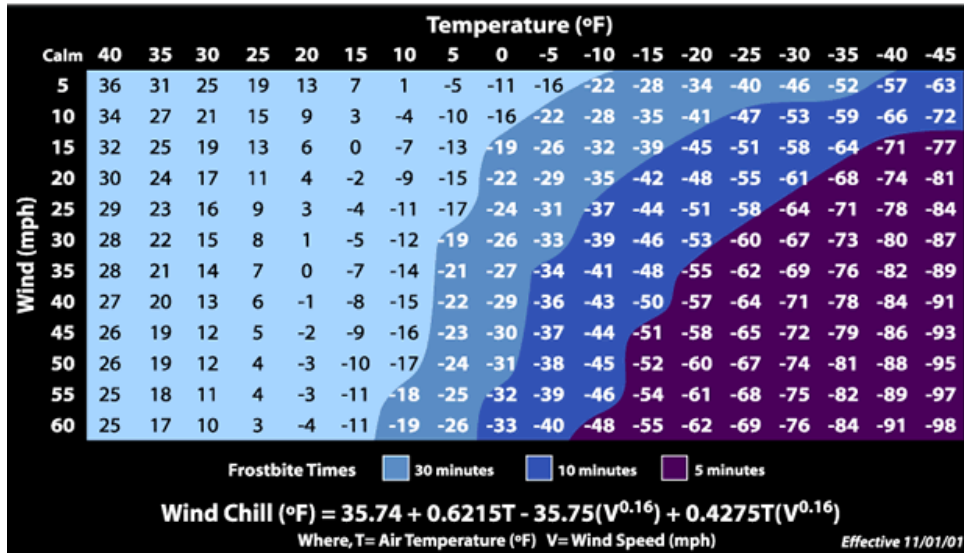 Temperature (ºF)
Calm 40 35 30 25 20 15 10 5 0 -5 -10 -15 -20 -25 -30 -35 -40 -45
Wind (mph)
5 36 31 25 19 13 7 1 -5 -11 -16 -22 -28 -34 -40 -46 -52 -57 -63
10 34 27 21 15 9 3 -4 -10 -16 -22 -28 -35 -41 -47 -53 -59 -66 -72
15 32 25 19 13 6 0 -7 -13 -19 -26 -32 -39 -45 -51 -58 -64 -71 -77
20 30 24 17 11 4 -2 -9 -15 -22 -29 -35 -42 -48 -55 -61 -68 -74 -81
25 29 23 16 9 3 -4 -11 -17 -24 -31 -37 -44 -51 -58 -64 -71 -78 -84
30 28 22 15 8 1 -5 -12 -19 -26 -33 -39 -46 -53 -60 -67 -73 -80 -87
35 28 21 14 7 0 -7 -14 -21 -27 -34 -41 -48 -55 -62 -69 -76 -82 -89
40 27 20 13 6 -1 -8 -15 -22 -29 -36 -43 -50 -57 -64 -71 -78 -84 -91
45 26 19 12 5 -2 -9 -16 -23 -30 -37 -44 -51 -58 -65 -72 -79 -86 -93
50 26 19 12 4 -3 -10 -17 -24 -31 -38 -45 -52 -60 -67 -74 -81 -88 -95
55 25 18 11 4 -3 -11 -18 -25 -32 -39 -46 -54 -61 -68 -75 -82 -89 -97
60 25 17 10 3 -4 -11 -19 -26 -33 -40 -48 -55 -62 -69 -76 -84 -91 -98
Frostbite Times 30 minutes 10 minutes 5 minutes
Wind Chill (ºF) = 35.74 + 0.6215T - 35.75(V^0.16) + 0.4275T(V^0.16)
Where, T= Air Temperature (ºF) V= Wind Speed (mph) Effective 11/01/01